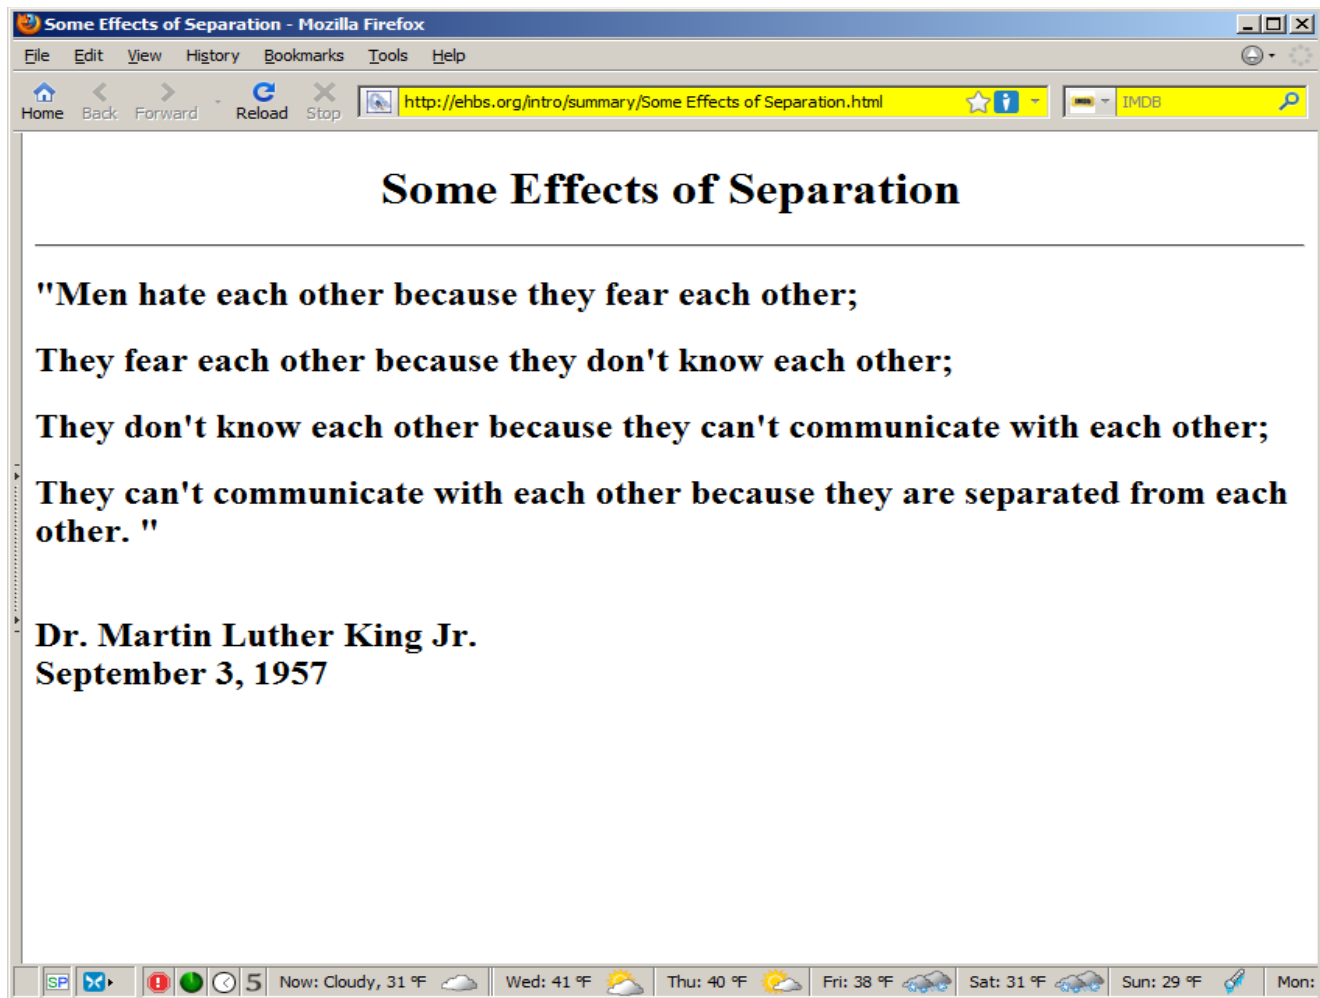 Some Effects of Separation - Mozilla Firefox
File Edit View History Bookmarks Tools Help
Home Back Forward Reload Stop http://ehbs.org/intro/summary/Some Effects of Separation.html IMDB
Some Effects of Separation
"Men hate each other because they fear each other;
They fear each other because they don't know each other;
They don't know each other because they can't communicate with each other;
They can't communicate with each other because they are separated from each
other. "
Dr. Martin Luther King Jr.
September 3, 1957
SP 5 Now: Cloudy, 31 °F Wed: 41 °F Thu: 40 °F Fri: 38 °F Sat: 31 °F Sun: 29 °F Mon: